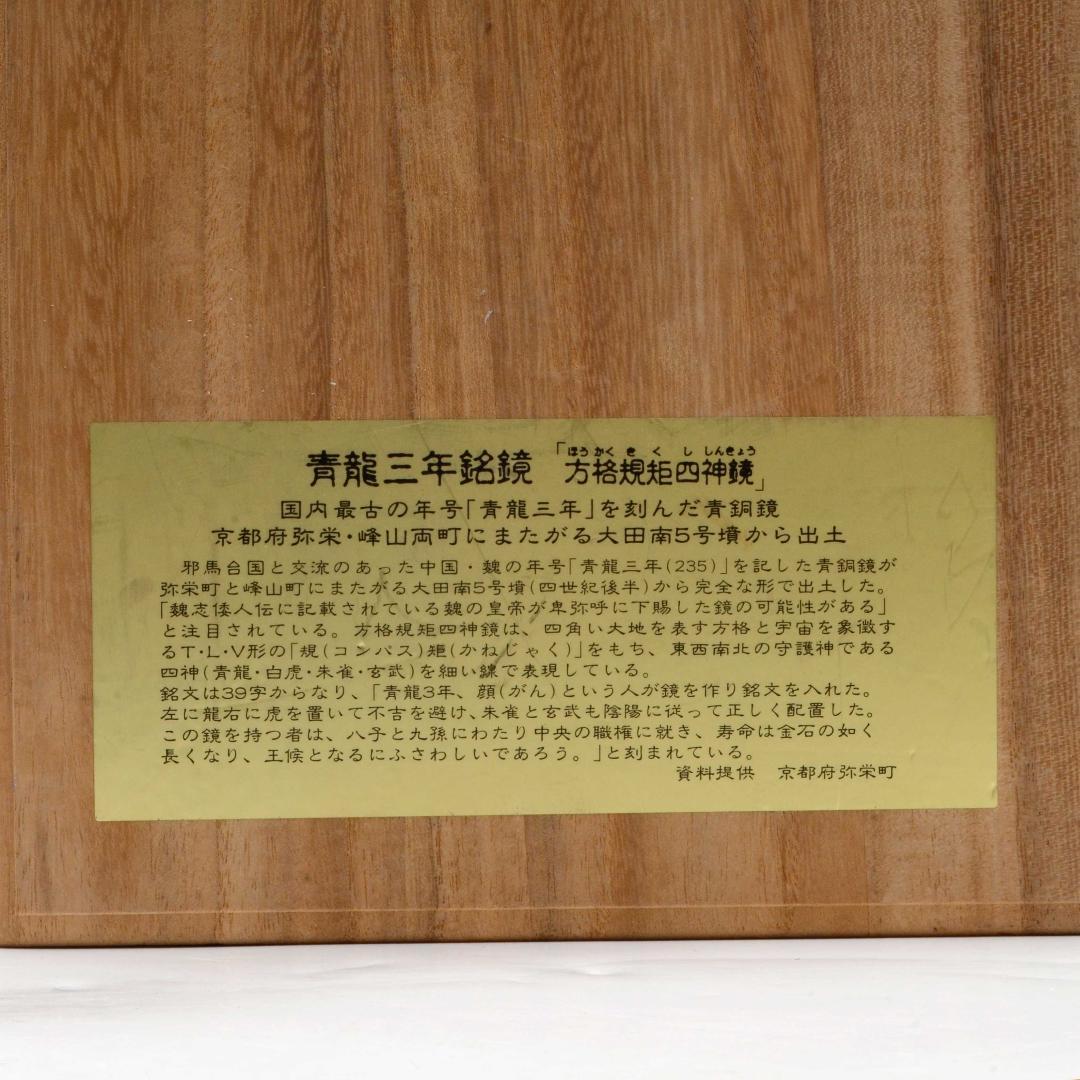 青龍三年銘鏡 「方格規矩四神鏡」
ほうかくきくししんきょう
国内最古の年号「青龍三年」を刻んだ青銅鏡
京都府弥栄・峰山両町にまたがる大田南5号墳から出土
邪馬台国と交流のあった中国・魏の年号「青龍三年(235)」を記した青銅鏡が
弥栄町と峰山町にまたがる大田南5号墳(四世紀後半)から完全な形で出土した。
「魏志倭人伝に記載されている魏の皇帝が卑弥呼に下賜した鏡の可能性がある」
と注目されている。方格規矩四神鏡は、四角い大地を表す方格と宇宙を象徴す
るT・L・V形の「規(コンパス)矩(かねじゃく)」をもち、東西南北の守護神である
四神(青龍・白虎・朱雀・玄武)を細い線で表現している。
銘文は39字からなり、「青龍3年、顔(がん)という人が鏡を作り銘文を入れた。
左に龍右に虎を置いて不古を避け、朱雀と玄武も陰陽に従って正しく配置した。
この鏡を持つ者は、八子と九孫にわたり中央の職権に就き、寿命は金石の如く
長くなり、王候となるにふさわしいであろう。」と刻まれている。
資料提供 京都府弥栄町